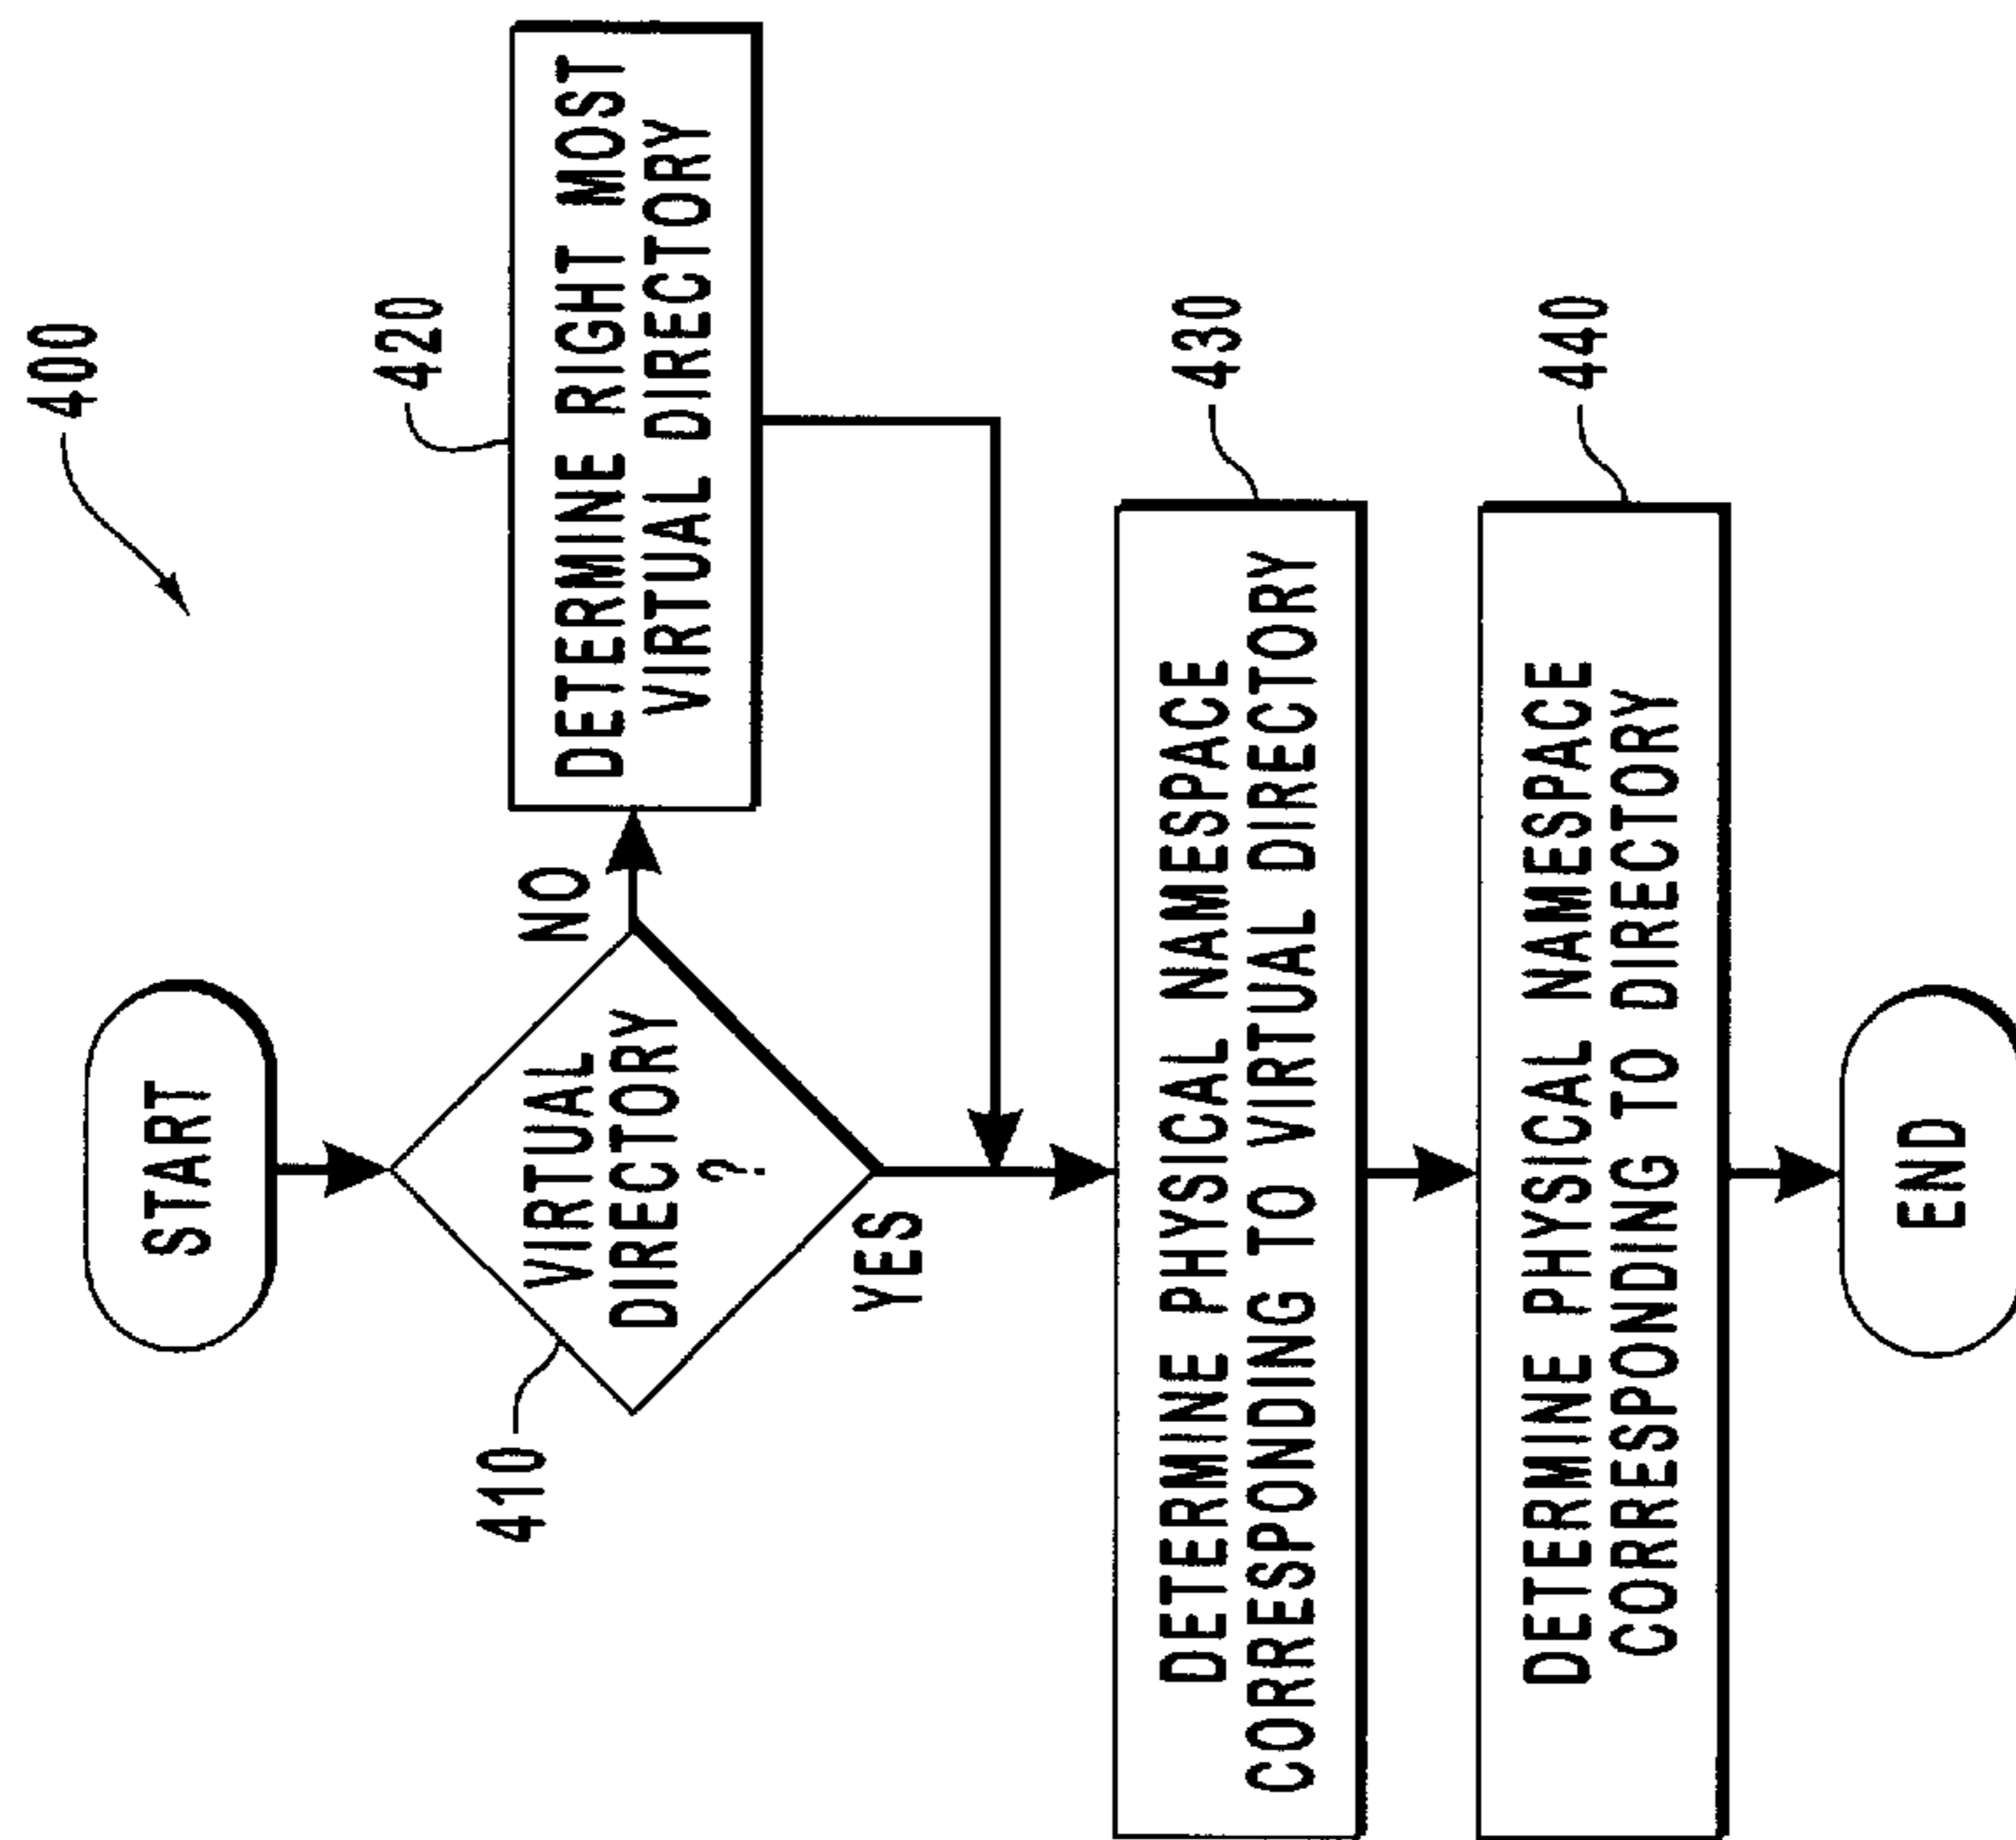 400
START
410
VIRTUAL
DIRECTORY
?
NO
YES
420
DETERMINE RIGHT MOST
VIRTUAL DIRECTORY
430
DETERMINE PHYSICAL NAMESPACE
CORRESPONDING TO VIRTUAL DIRECTORY
440
DETERMINE PHYSICAL NAMESPACE
CORRESPONDING TO DIRECTORY
END